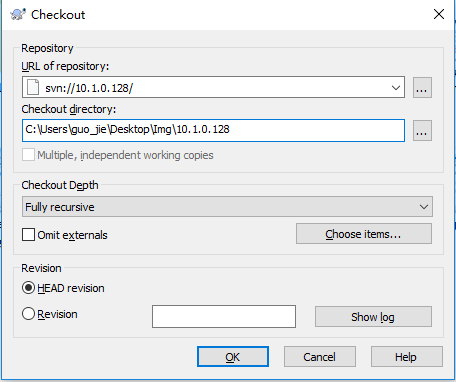 Checkout
Repository
URL of repository:
svn://10.1.0.128/
...
Checkout directory:
C:\Users\guo_jie\Desktop\Img\10.1.0.128
...
Multiple, independent working copies
Checkout Depth
Fully recursive
Omit externals
Choose items...
Revision
HEAD revision
Revision
Show log
OK
Cancel
Help